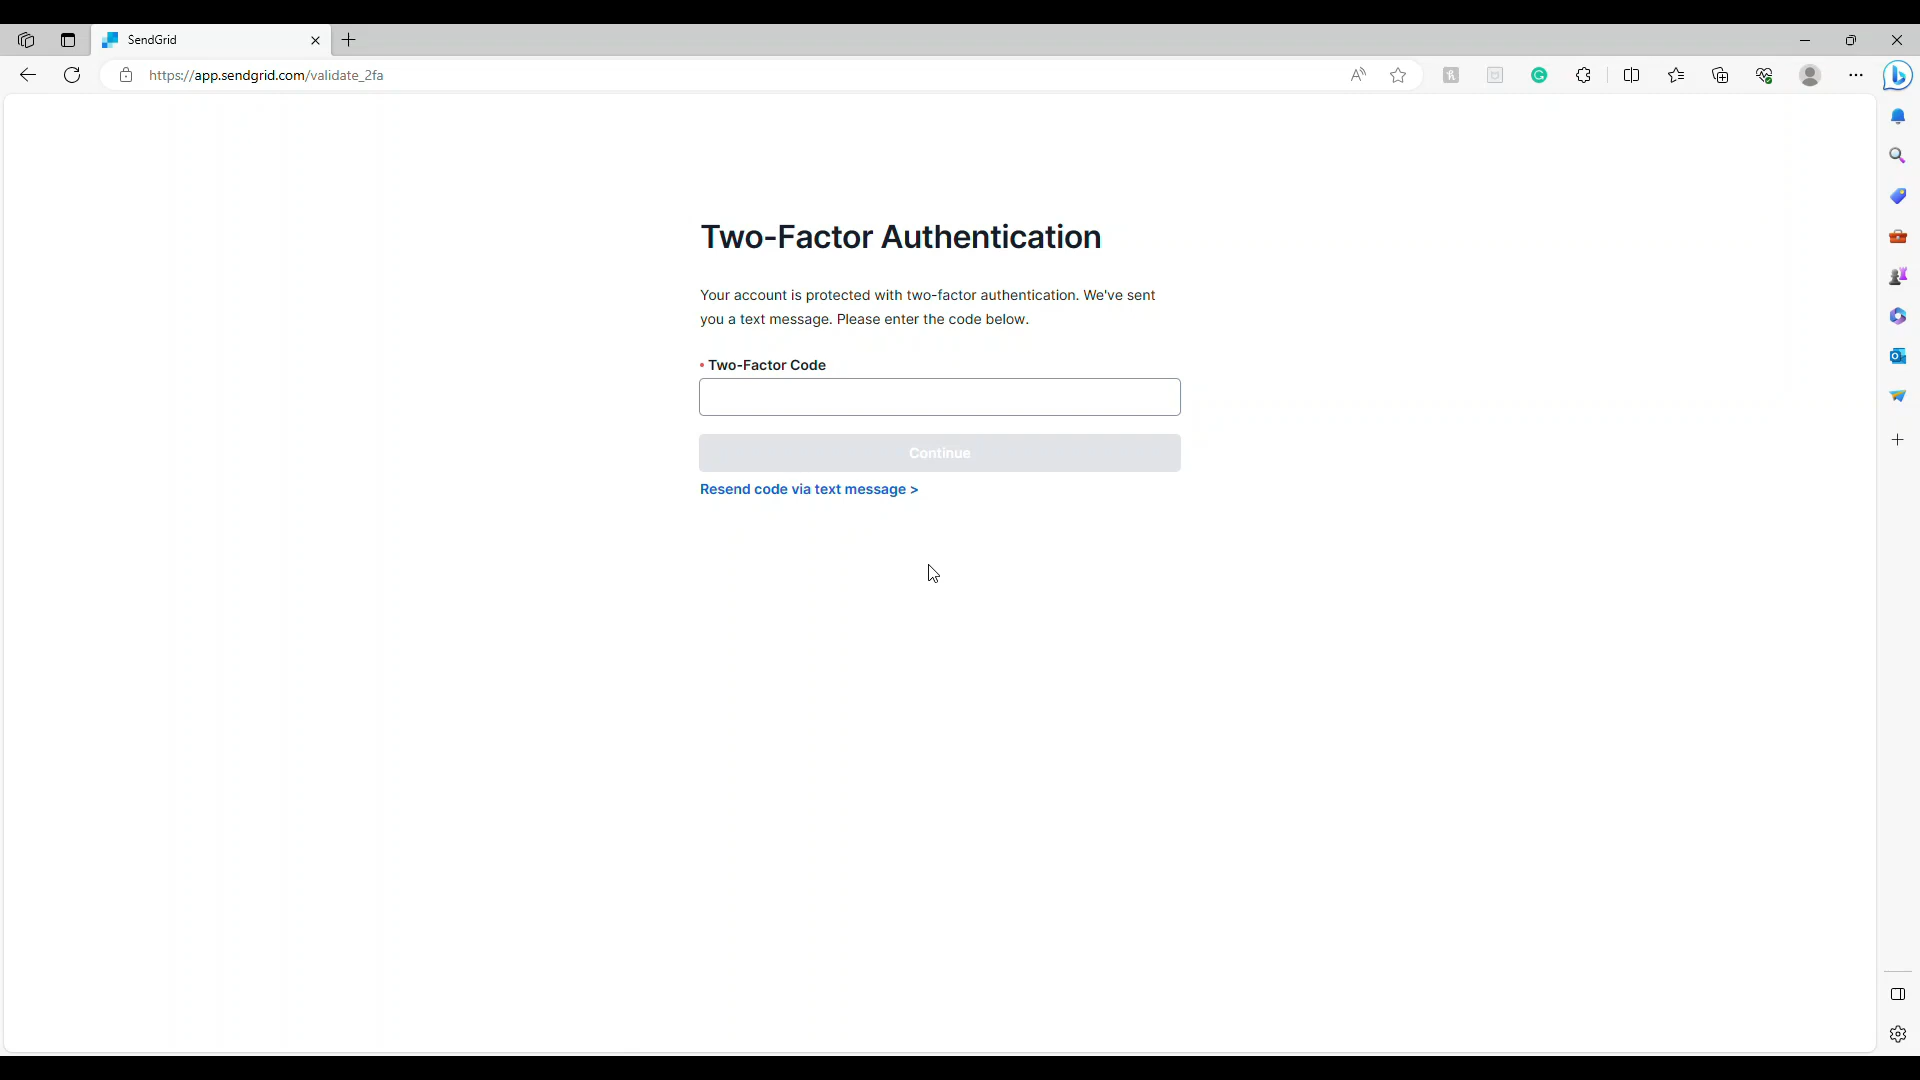 SendGrid
https://app.sendgrid.com/validate_2fa
Two-Factor Authentication
Your account is protected with two-factor authentication. We've sent
you a text message. Please enter the code below.
• Two-Factor Code
Continue
Resend code via text message >